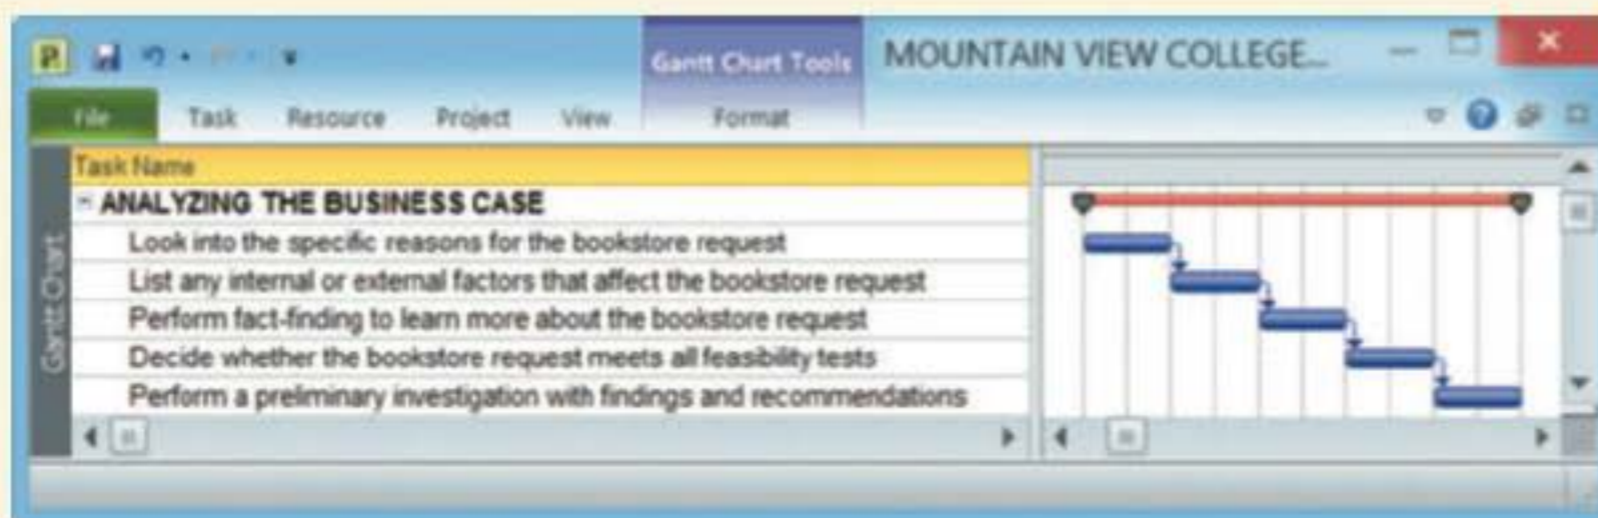 Gantt Chart Tools
MOUNTAIN VIEW COLLEGE...
File Task Resource Project View Format
Task Name
ANALYZING THE BUSINESS CASE
Look into the specific reasons for the bookstore request
List any internal or external factors that affect the bookstore request
Perform fact-finding to learn more about the bookstore request
Decide whether the bookstore request meets all feasibility tests
Perform a preliminary investigation with findings and recommendations
Gantt Chart